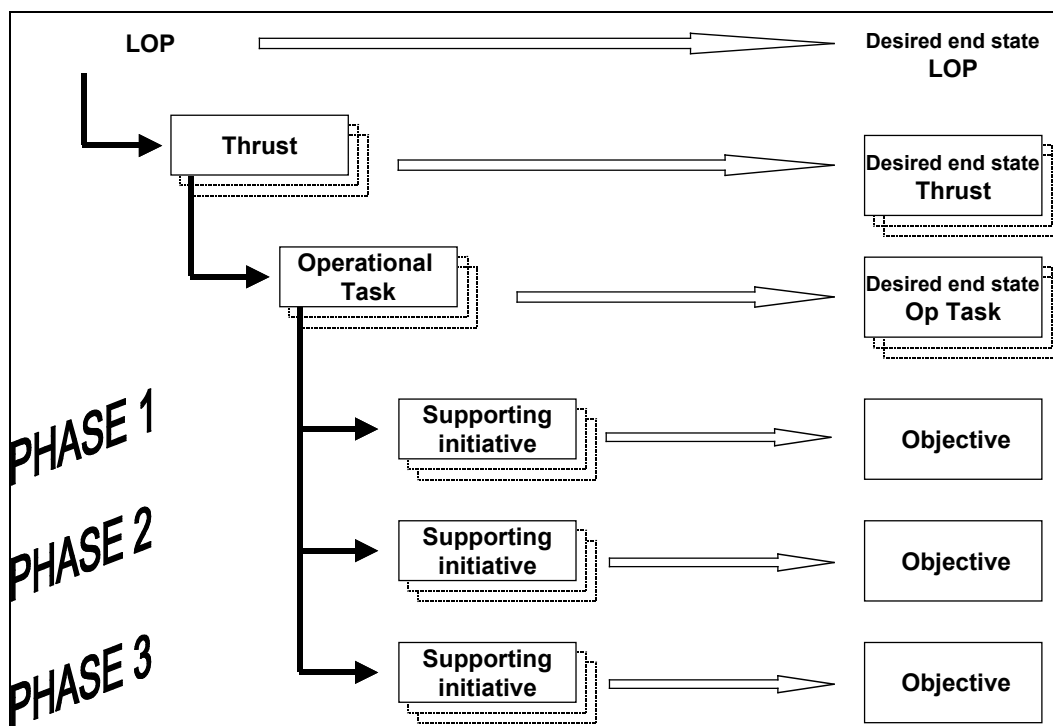 LOP
Desired end state
LOP
Thrust
Desired end state
Thrust
Operational
Task
Desired end state
Op Task
PHASE 1
Supporting
initiative
Objective
PHASE 2
Supporting
initiative
Objective
PHASE 3
Supporting
initiative
Objective